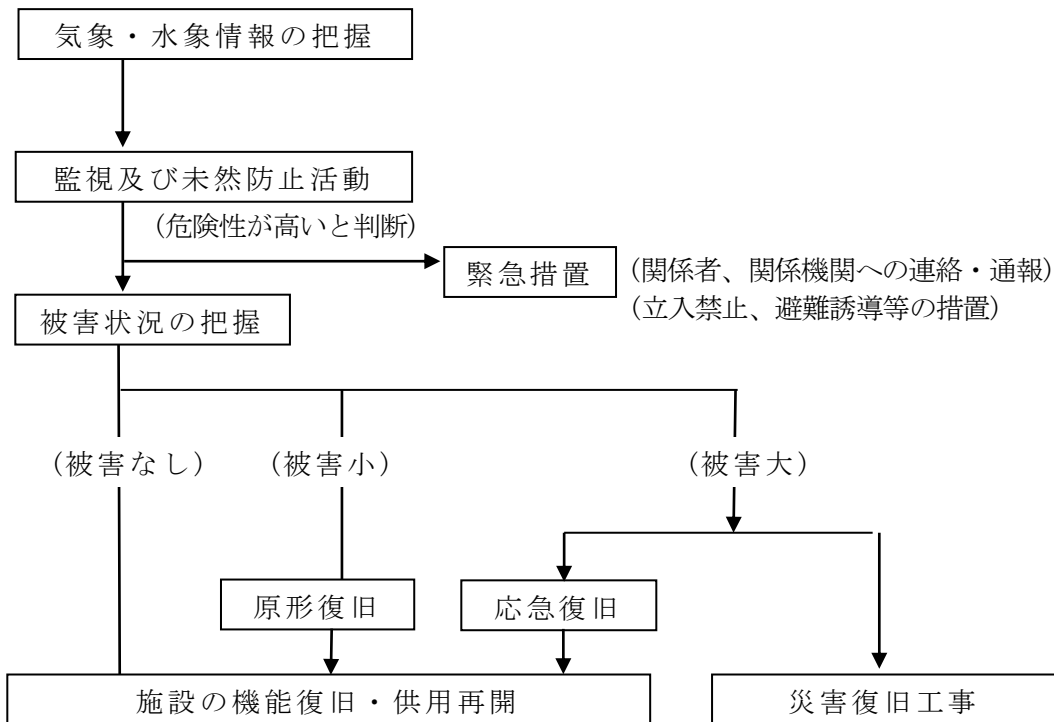 気象・水象情報の把握
監視及び未然防止活動
(危険性が高いと判断)
緊急措置
(関係者、関係機関への連絡・通報)
(立入禁止、避難誘導等の措置)
被害状況の把握
(被害なし)
(被害小)
(被害大)
原形復旧
応急復旧
施設の機能復旧・供用再開
災害復旧工事